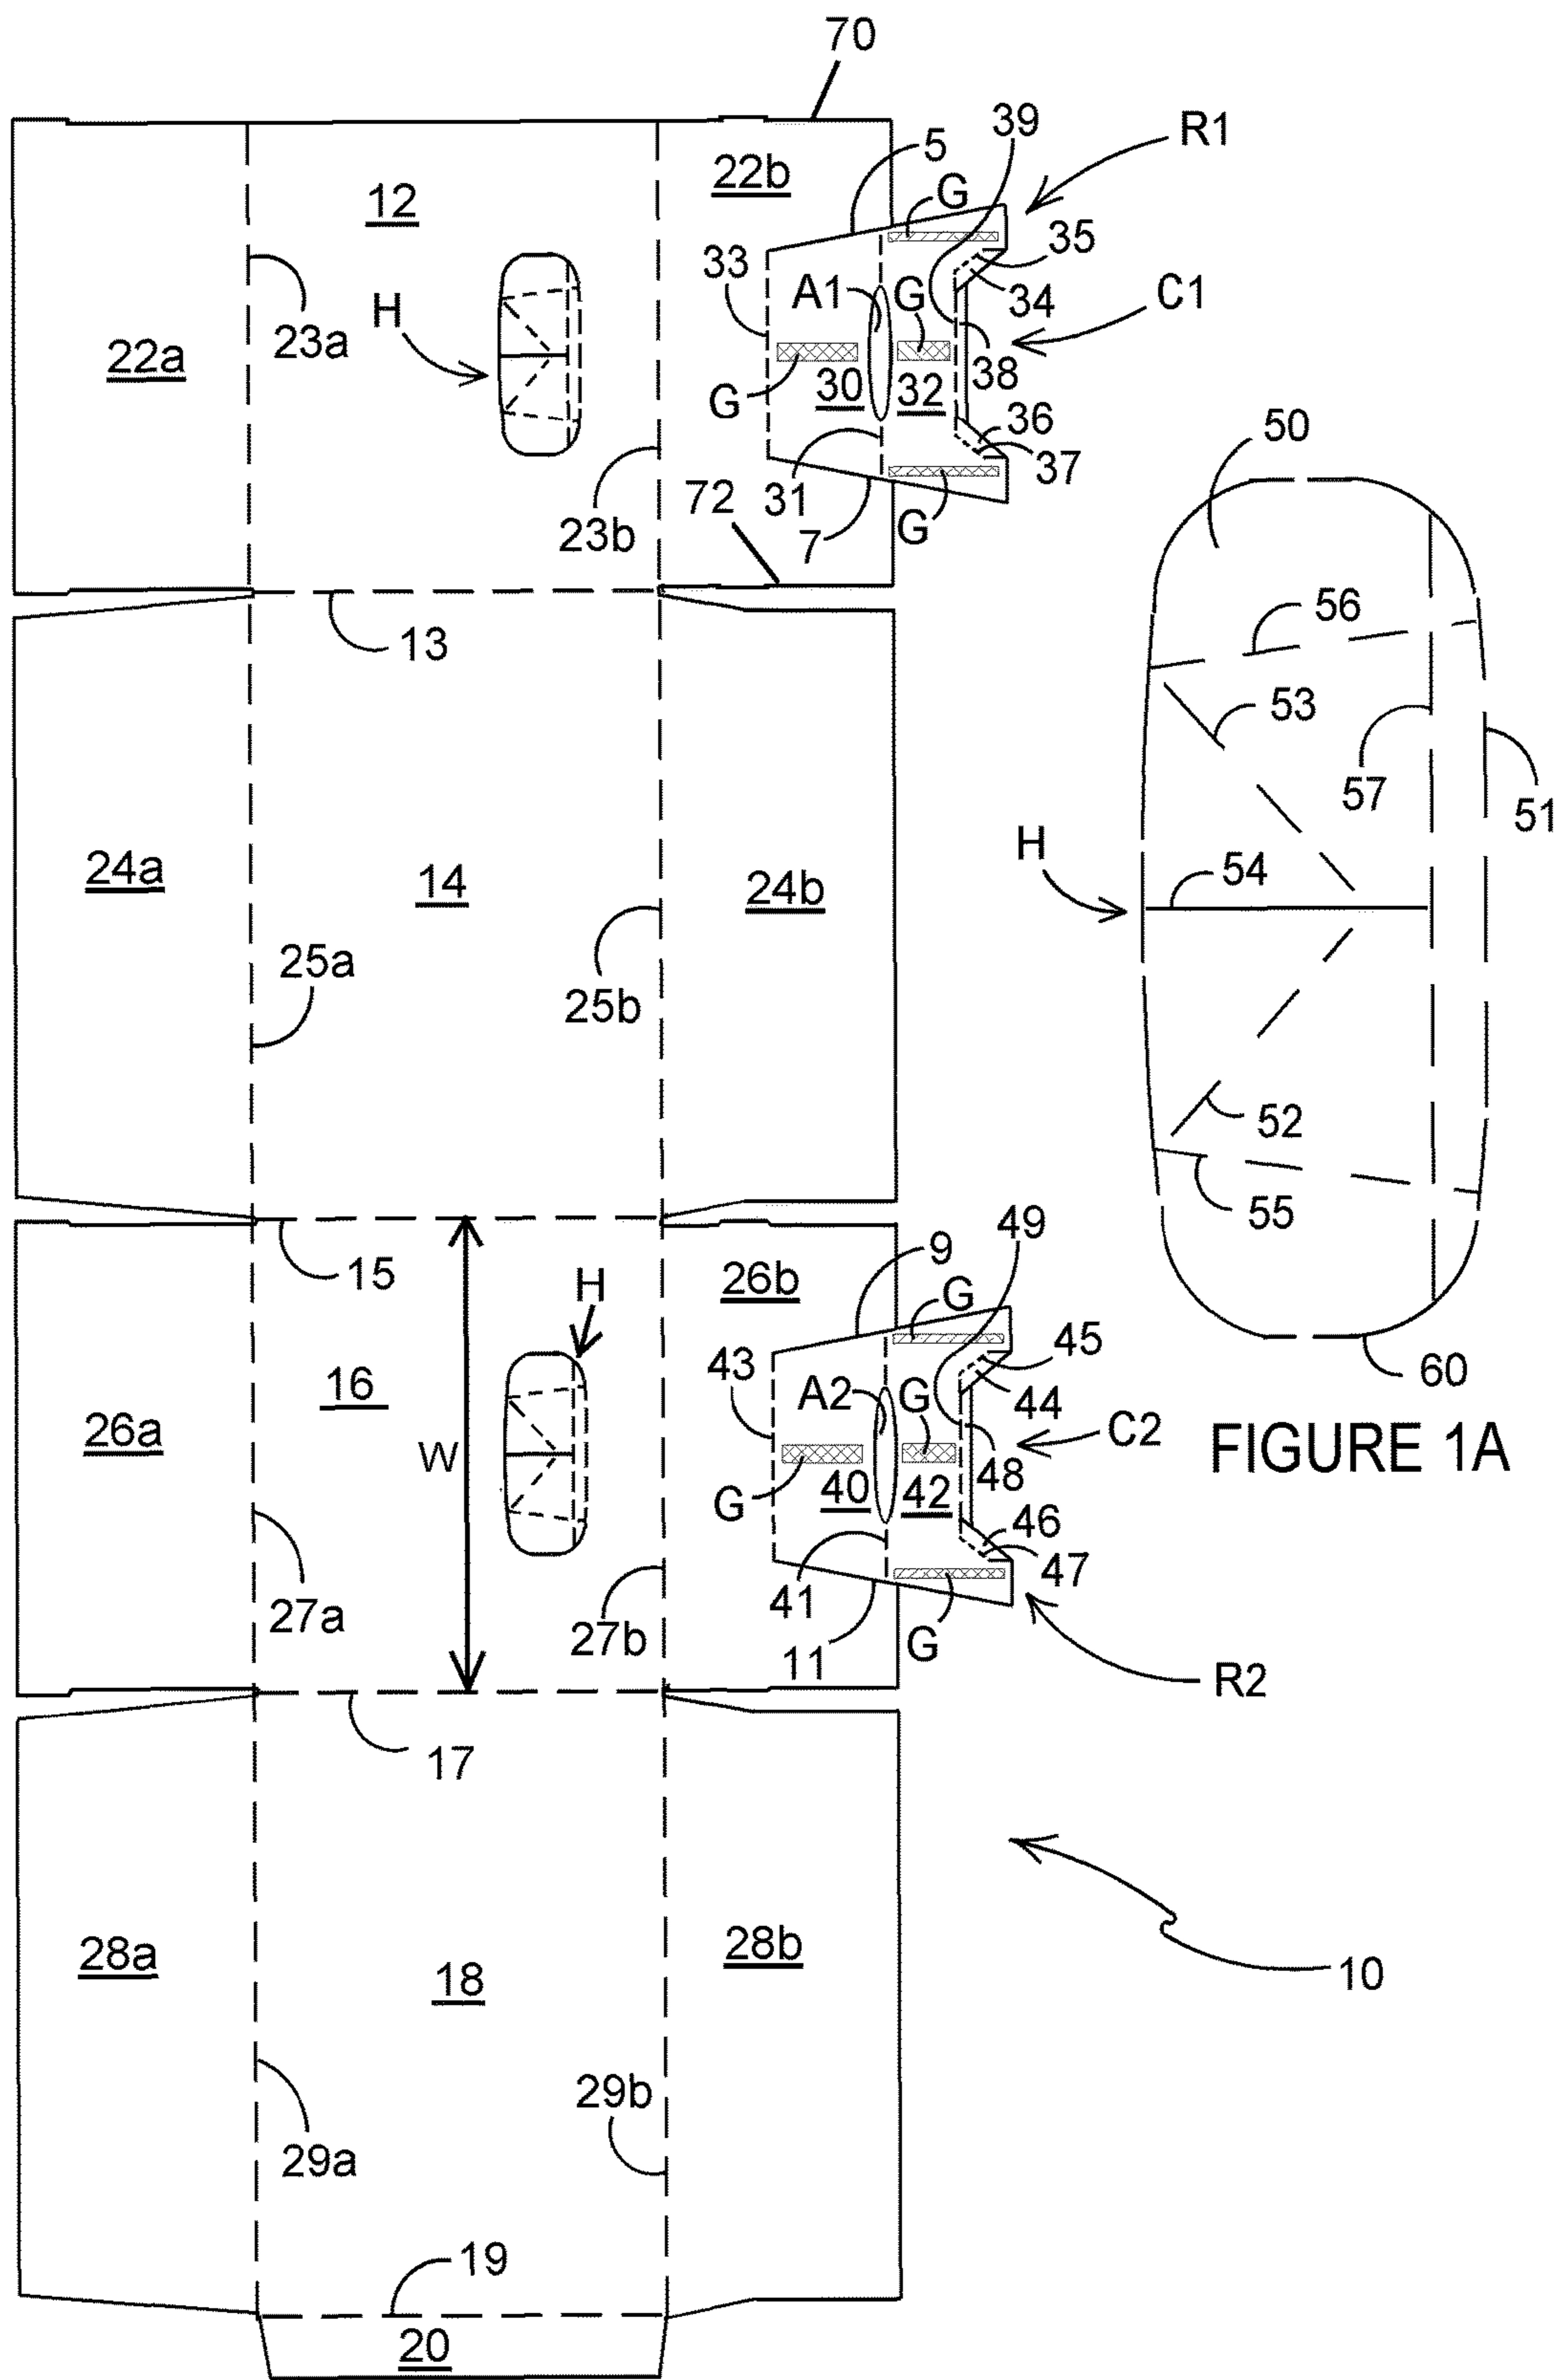 70
39
R1
5
22b
G
12
35
33
34
A1
G
C1
H
23a
22a
38
G
30
32
36
50
37
72
31
23b
7
G
56
13
53
57
51
24a
14
24b
H
54
25a
25b
52
49
55
9
15
H
26b
G
60
45
43
16
A2
G
44
26a
W
C2
FIGURE 1A
48
G
40
42
46
47
27a
41
27b
G
11
R2
17
28a
18
28b
10
29b
29a
19
20